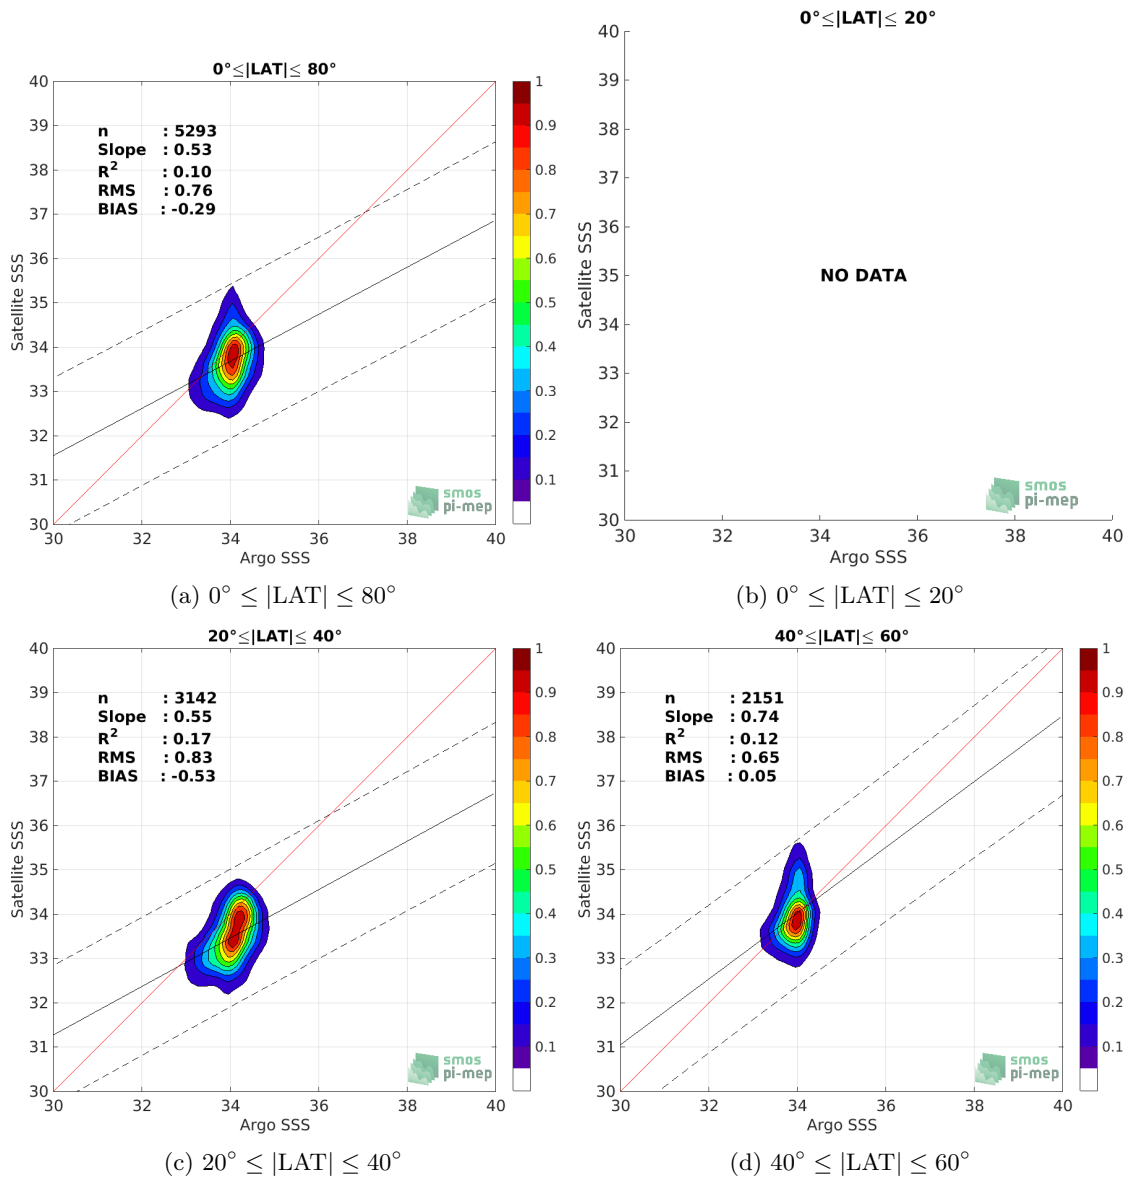 0°≤|LAT|≤ 80°
n : 5293
Slope : 0.53
R² : 0.10
RMS : 0.76
BIAS : -0.29
40
39
38
37
36
35
34
33
32
31
30
30 32 34 36 38 40
Satellite SSS
Argo SSS
1
0.9
0.8
0.7
0.6
0.5
0.4
0.3
0.2
0.1
smos
pi-mep
(a) 0° ≤ |LAT| ≤ 80°
0°≤|LAT|≤ 20°
40
39
38
37
36
35
34
33
32
31
30
30 32 34 36 38 40
Satellite SSS
Argo SSS
NO DATA
smos
pi-mep
(b) 0° ≤ |LAT| ≤ 20°
20°≤|LAT|≤ 40°
n : 3142
Slope : 0.55
R² : 0.17
RMS : 0.83
BIAS : -0.53
40
39
38
37
36
35
34
33
32
31
30
30 32 34 36 38 40
Satellite SSS
Argo SSS
1
0.9
0.8
0.7
0.6
0.5
0.4
0.3
0.2
0.1
smos
pi-mep
(c) 20° ≤ |LAT| ≤ 40°
40°≤|LAT|≤ 60°
n : 2151
Slope : 0.74
R² : 0.12
RMS : 0.65
BIAS : 0.05
40
39
38
37
36
35
34
33
32
31
30
30 32 34 36 38 40
Satellite SSS
Argo SSS
1
0.9
0.8
0.7
0.6
0.5
0.4
0.3
0.2
0.1
smos
pi-mep
(d) 40° ≤ |LAT| ≤ 60°